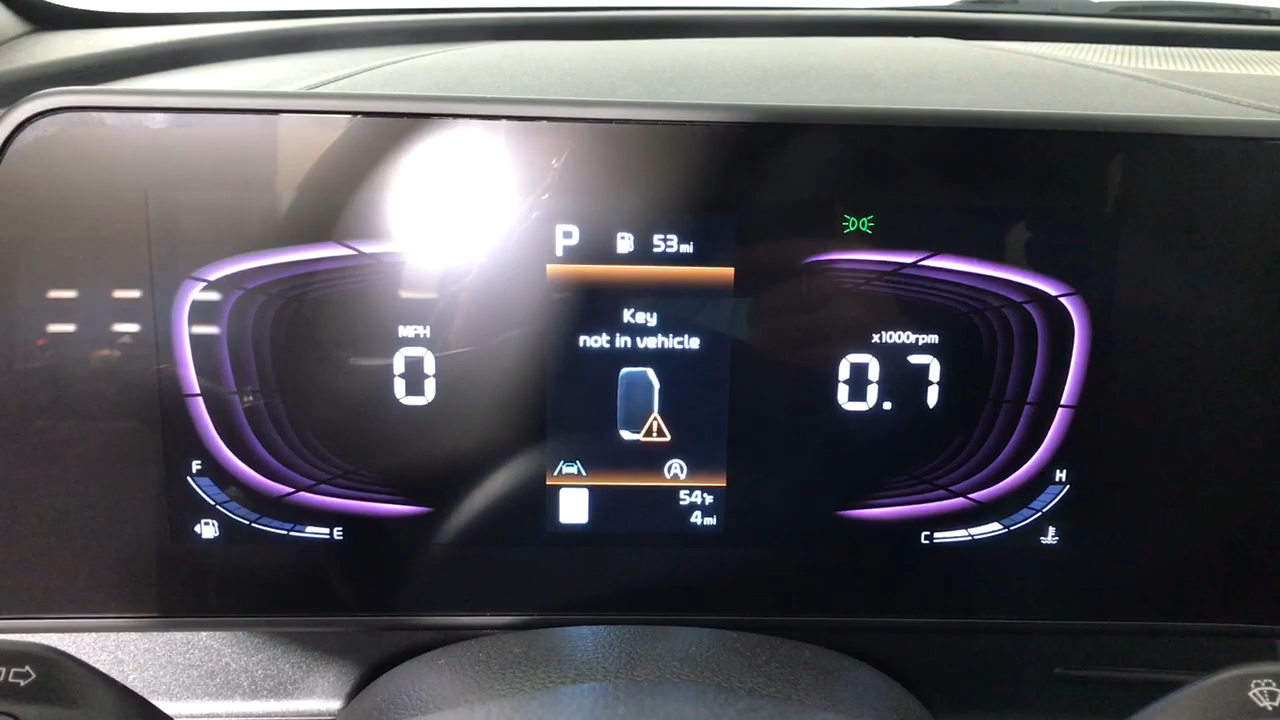 P 53mi
Key
not in vehicle
MPH
0
x1000rpm
0.7
F
E
H
C
A
54°F
4mi